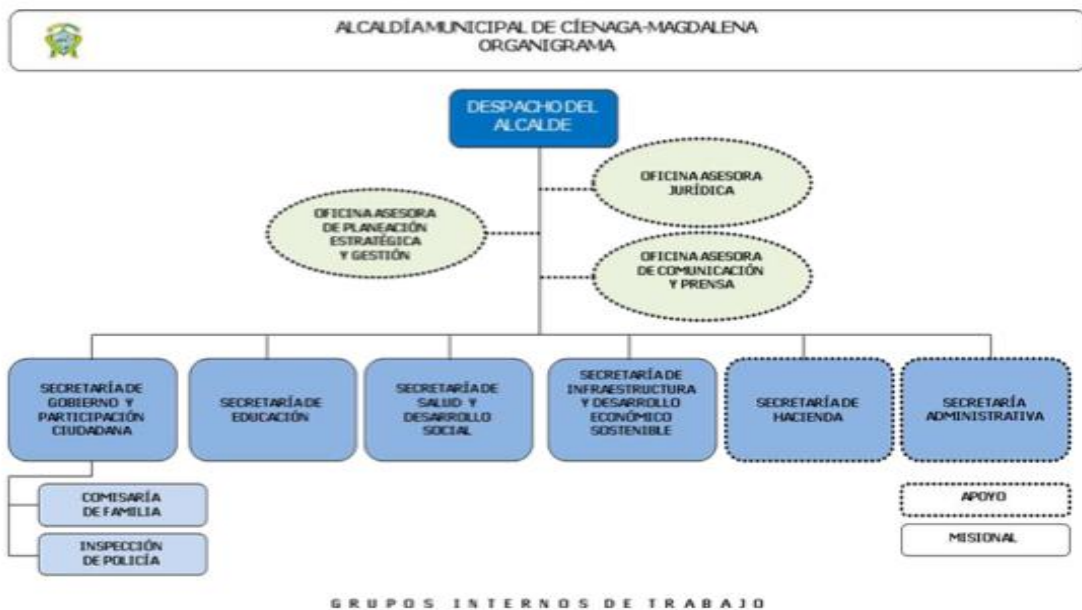 ALCALDÍA MUNICIPAL DE CÍENAGA-MAGDALENA
ORGANIGRAMA
DESPACHO DEL
ALCALDE
OFICINA ASESORA
JURÍDICA
OFICINA ASESORA
DE PLANEACIÓN
ESTRATÉGICA
Y GESTIÓN
OFICINA ASESORA
DE COMUNICACIÓN
Y PRENSA
SECRETARÍA DE
GOBIERNO Y
PARTICIPACIÓN
CIUDADANA
SECRETARÍA DE
EDUCACIÓN
SECRETARÍA DE
SALUD Y
DESARROLLO
SOCIAL
SECRETARÍA DE
INFRAESTRUCTURA
Y DESARROLLO
ECONÓMICO
SOSTENIBLE
SECRETARÍA DE
HACIENDA
SECRETARÍA
ADMINISTRATIVA
COMISARÍA
DE FAMILIA
INSPECCIÓN
DE POLICÍA
APOYO
MISIONAL
GRUPOS INTERNOS DE TRABAJO